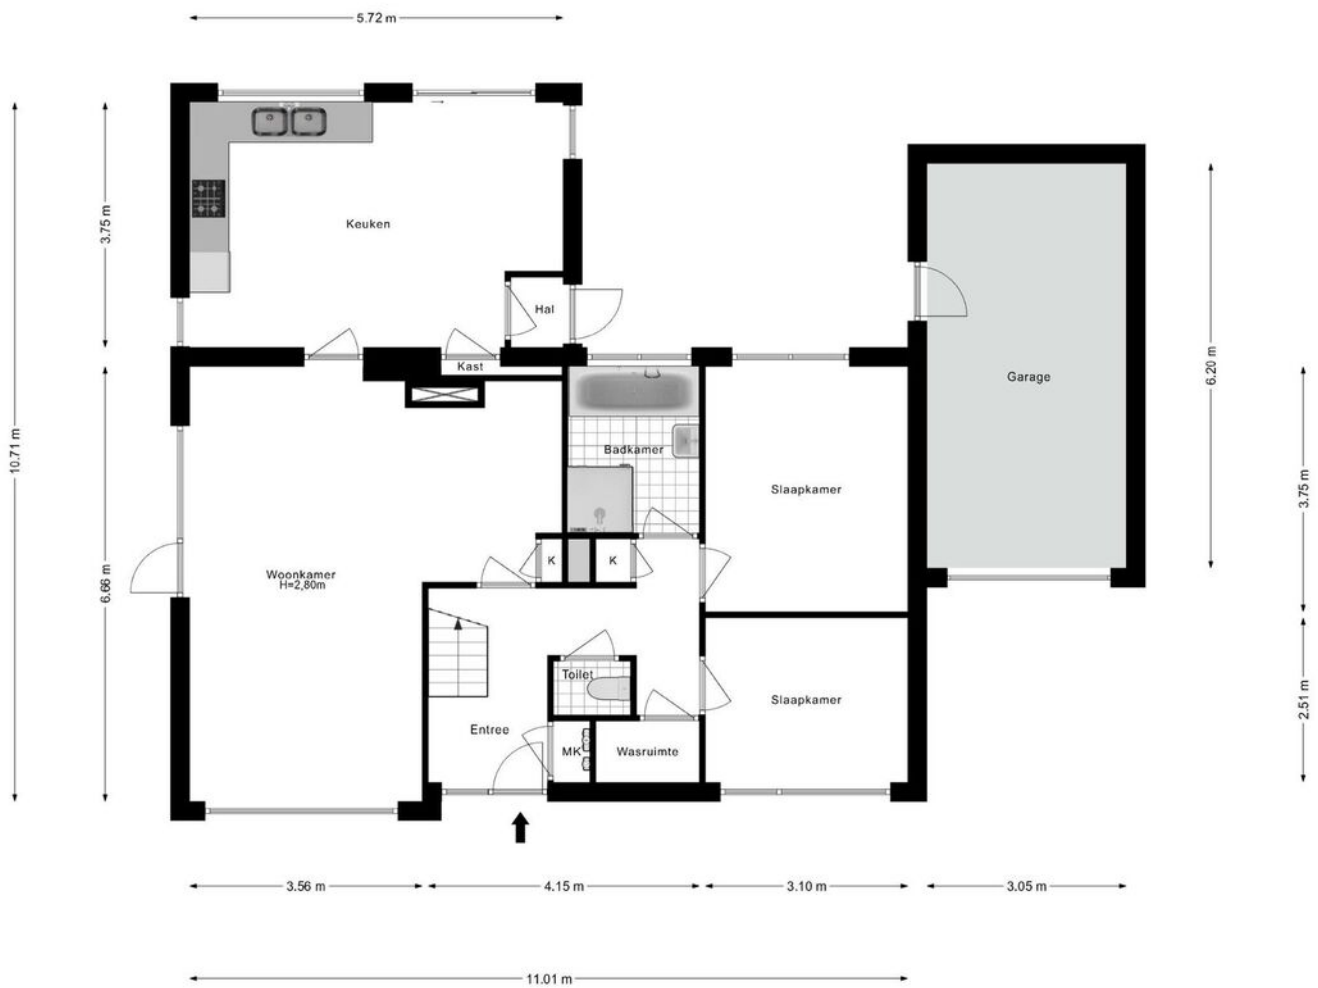 5.72 m
10.71 m
3.75 m
Keuken
Hal
Kast
Garage
6.20 m
Badkamer
3.75 m
Slaapkamer
6.66 m
Woonkamer
H=2,80m
K
K
Toilet
Entree
MK
Wasruimte
Slaapkamer
2.51 m
3.56 m
4.15 m
3.10 m
3.05 m
11.01 m